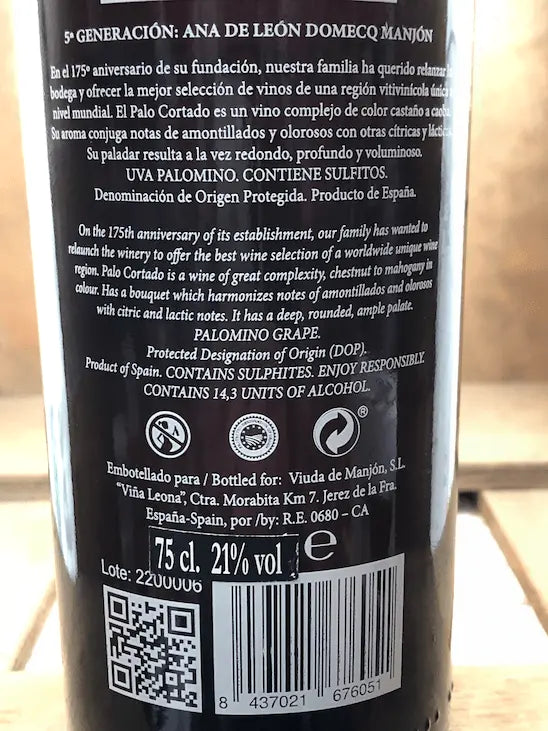 5ª GENERACIÓN: ANA DE LEÓN DOMECQ MANJÓN
En el 175º aniversario de su fundación, nuestra familia ha querido relanzar la
bodega y ofrecer la mejor selección de vinos de una región vitivinícola única
nivel mundial. El Palo Cortado es un vino complejo de color castaño a caoba.
Su aroma conjuga notas de amontillados y olorosos con otras cítricas y lácticas
Su paladar resulta a la vez redondo, profundo y voluminoso.
UVA PALOMINO. CONTIENE SULFITOS.
Denominación de Origen Protegida. Producto de España.
On the 175th anniversary of its establishment, our family has wanted to
relaunch the winery to offer the best wine selection of a worldwide unique wine
region. Palo Cortado is a wine of great complexity, chestnut to mahogany in
colour. Has a bouquet which harmonizes notes of amontillados and olorosos
with citric and lactic notes. It has a deep, rounded, ample palate.
PALOMINO GRAPE.
Protected Designation of Origin (DOP).
Product of Spain. CONTAINS SULPHITES. ENJOY RESPONSIBLY.
CONTAINS 14,3 UNITS OF ALCOHOL.
®
Embotellado para / Bottled for: Viuda de Manjón, S.L.
"Viña Leona", Ctra. Morabita Km 7. Jerez de la Fra.
España-Spain, por /by: R.E. 0680 – CA
75 cl. 21% vol e
Lote: 2200006
8 437021 676051